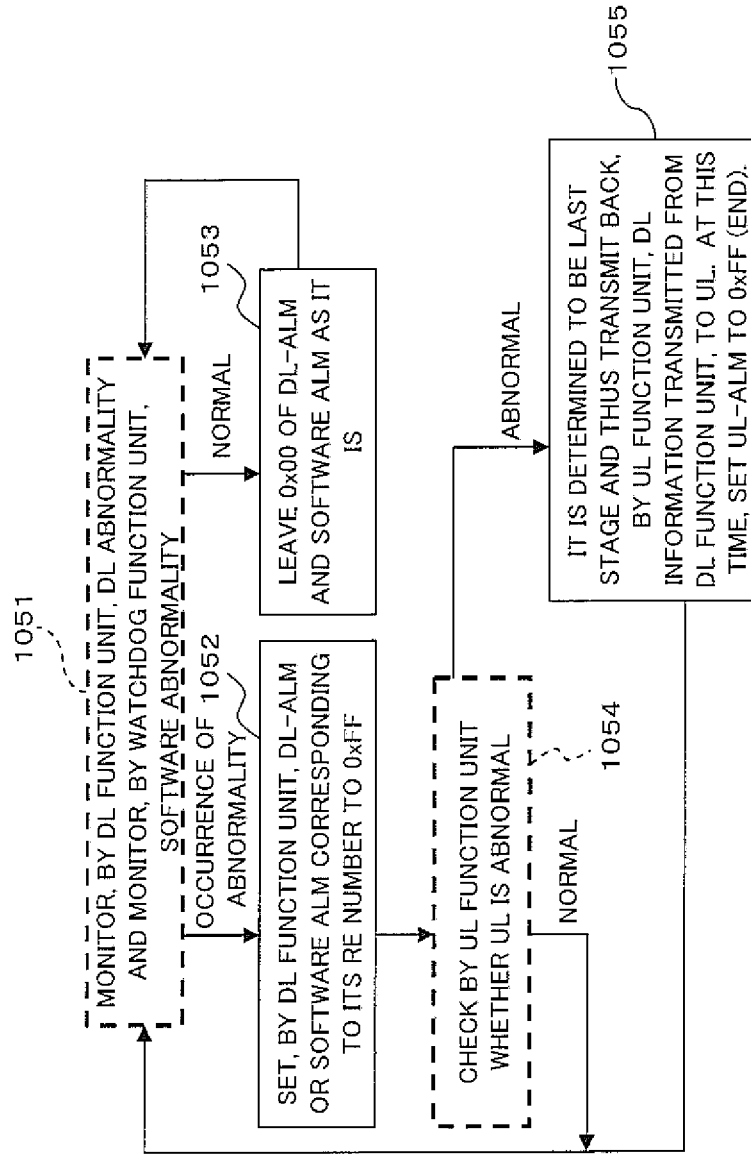 1051
MONITOR, BY DL FUNCTION UNIT, DL ABNORMALITY
AND MONITOR, BY WATCHDOG FUNCTION UNIT,
SOFTWARE ABNORMALITY
OCCURRENCE OF
ABNORMALITY
1052
NORMAL
1053
SET, BY DL FUNCTION UNIT, DL-ALM
OR SOFTWARE ALM CORRESPONDING
TO ITS RE NUMBER TO 0xFF
LEAVE 0x00 OF DL-ALM
AND SOFTWARE ALM AS IT
IS
CHECK BY UL FUNCTION UNIT
WHETHER UL IS ABNORMAL
1054
NORMAL
ABNORMAL
1055
IT IS DETERMINED TO BE LAST
STAGE AND THUS TRANSMIT BACK,
BY UL FUNCTION UNIT, DL
INFORMATION TRANSMITTED FROM
DL FUNCTION UNIT, TO UL. AT THIS
TIME, SET UL-ALM TO 0xFF (END).